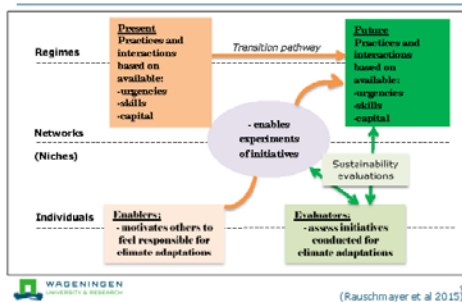 Regimes
Present
Practices and
interactions
based on
available:
-urgencies
-skills
-capital
Transition pathway
Future
Practices and
interactions
based on
available:
-urgencies
-skills
-capital
Networks
(Niches)
- enables
experiments
of initiatives
Sustainability
evaluations
Individuals
Enablers:
- motivates others to
feel responsible for
climate adaptations
Evaluators:
- assess initiatives
conducted for
climate adaptations
WAGENINGEN
UNIVERSITY & RESEARCH
(Rauschmayer et al 2015)